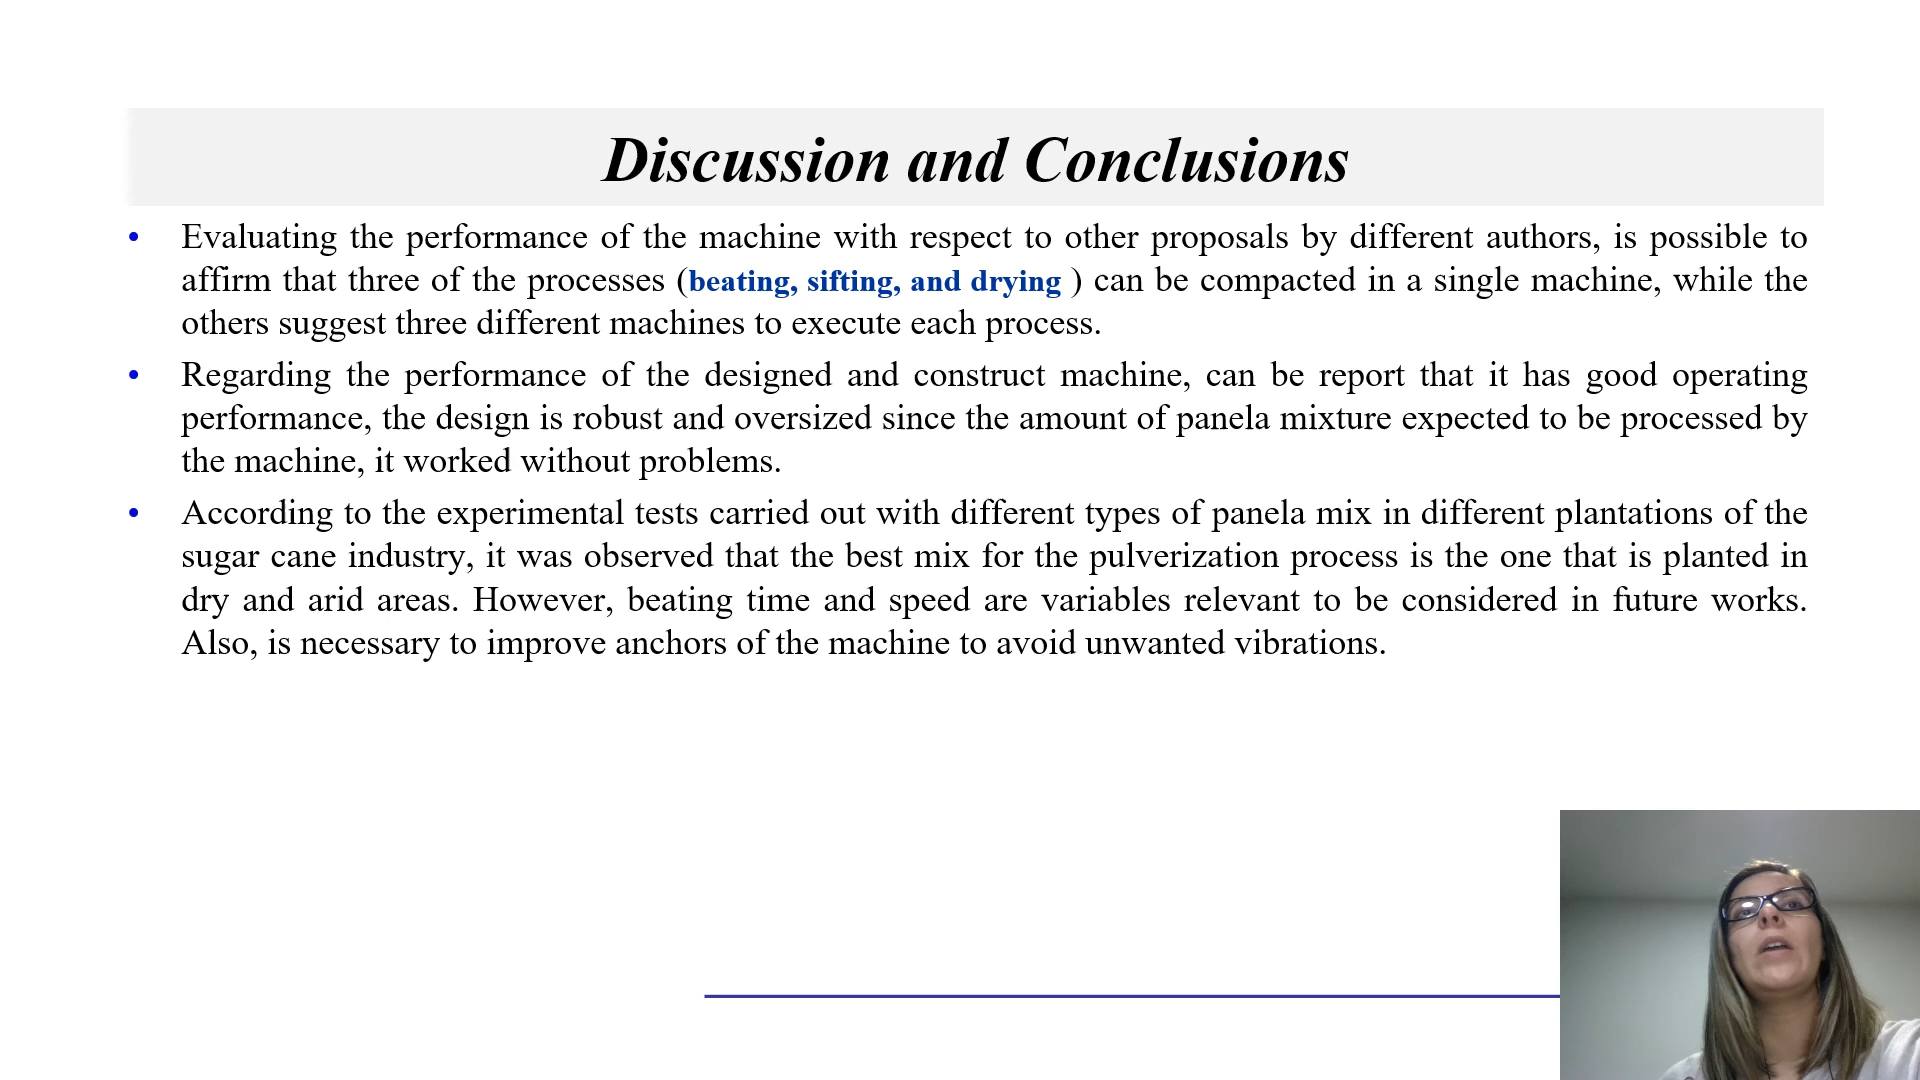 Discussion and Conclusions
• Evaluating the performance of the machine with respect to other proposals by different authors, is possible to
affirm that three of the processes (beating, sifting, and drying ) can be compacted in a single machine, while the
others suggest three different machines to execute each process.
• Regarding the performance of the designed and construct machine, can be report that it has good operating
performance, the design is robust and oversized since the amount of panela mixture expected to be processed by
the machine, it worked without problems.
• According to the experimental tests carried out with different types of panela mix in different plantations of the
sugar cane industry, it was observed that the best mix for the pulverization process is the one that is planted in
dry and arid areas. However, beating time and speed are variables relevant to be considered in future works.
Also, is necessary to improve anchors of the machine to avoid unwanted vibrations.